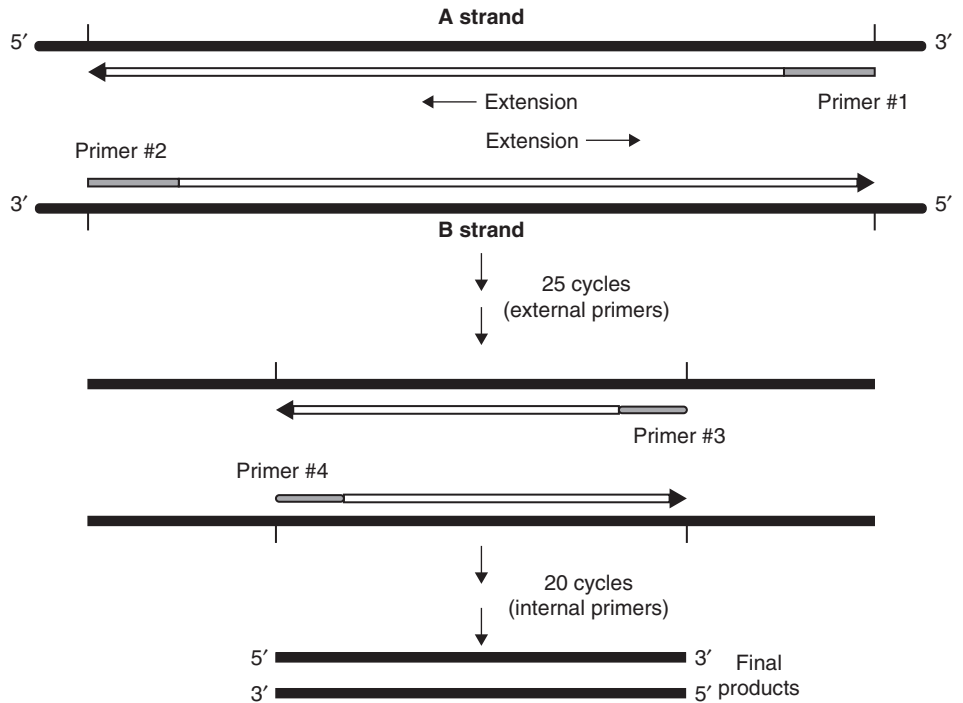 A strand
5′ 3′
Primer #1
Extension
Extension
Primer #2
3′ 5′
B strand
25 cycles
(external primers)
Primer #3
Primer #4
20 cycles
(internal primers)
5′ 3′
Final
products
3′ 5′